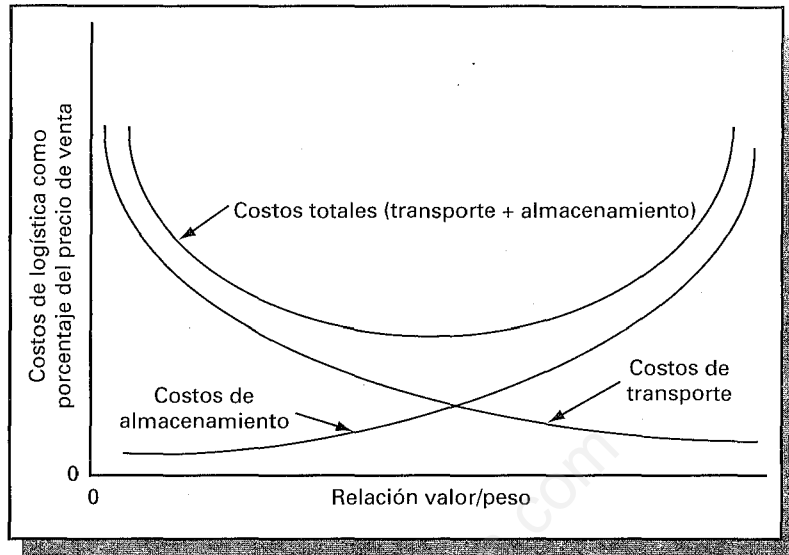 Costos de logística como
porcentaje del precio de venta
Costos totales (transporte + almacenamiento)
Costos de
almacenamiento
Costos de
transporte
0
0
Relación valor/peso
com